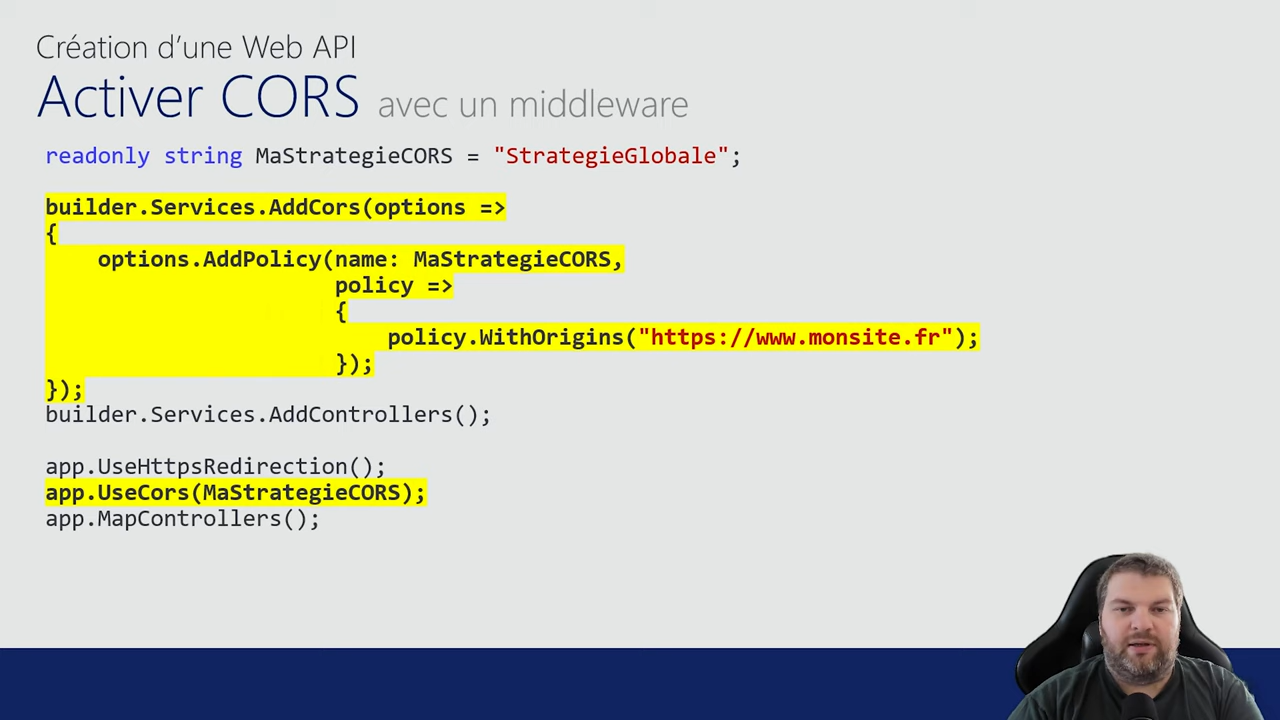 Création d’une Web API
Activer CORS avec un middleware
readonly string MaStrategieCORS = "StrategieGlobale";
builder.Services.AddCors(options =>
{
options.AddPolicy(name: MaStrategieCORS,
policy =>
{
policy.WithOrigins("https://www.monsite.fr");
});
});
builder.Services.AddControllers();
app.UseHttpsRedirection();
app.UseCors(MaStrategieCORS);
app.MapControllers();